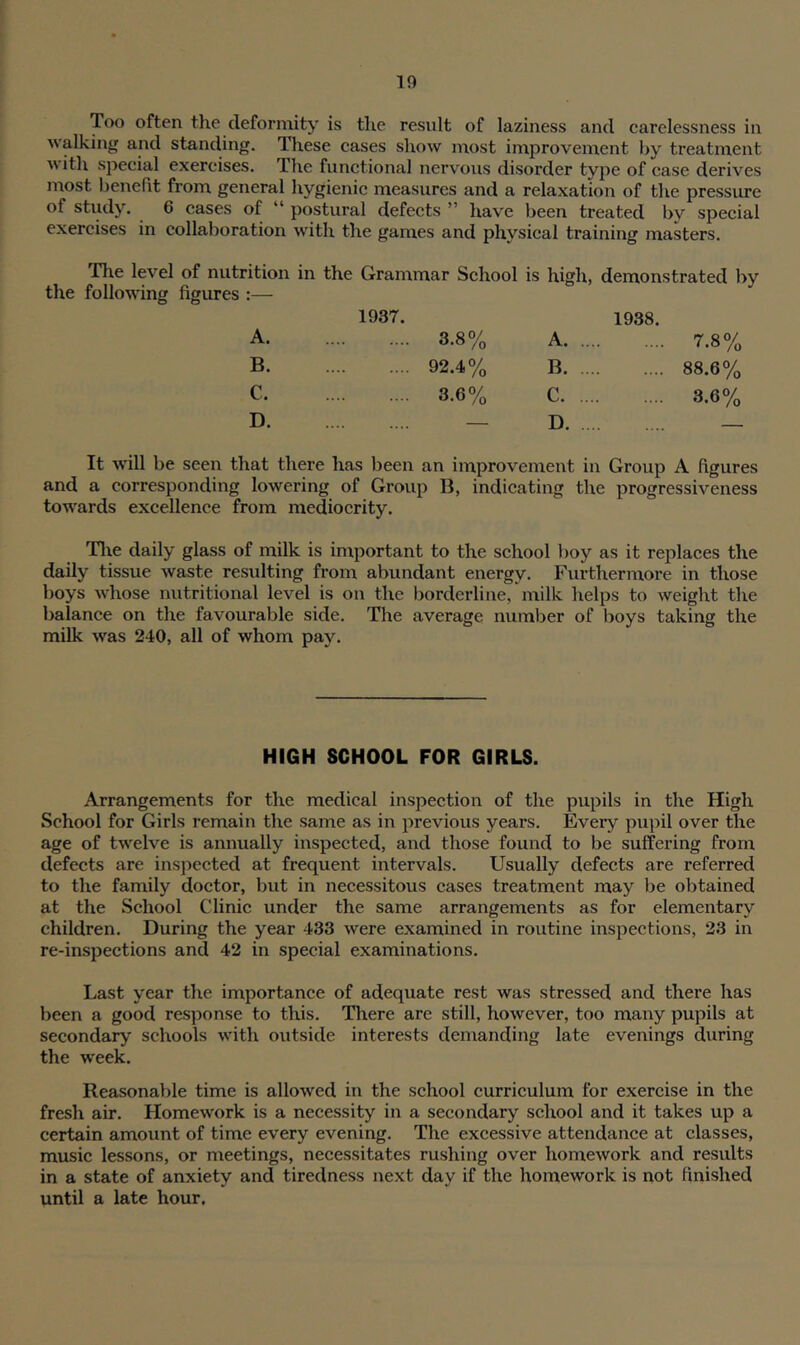 19
Too often the deformity is the result of laziness and carelessness in
walking and standing. These cases show most improvement by treatment
with special exercises. The functional nervous disorder type of case derives
most benefit from general hygienic measures and a relaxation of the pressure
of study. 6 cases of “ postural defects ” have been treated by special
exercises in collaboration with the games and physical training masters.
The level of nutrition in the Grammar School is high, demonstrated by
the following figures :—
1937. 1938.
A. .... .... 3.8% A. .... .... 7.8%
B. .... .... 92.4% B. .... .... 88.6%
C. .... .... 3.6% C. .... .... 3.6%
D. .... .... — D. .... .... —
It will be seen that there has been an improvement in Group A figures
and a corresponding lowering of Group B, indicating the progressiveness
towards excellence from mediocrity.
The daily glass of milk is important to the school boy as it replaces the
daily tissue waste resulting from abundant energy. Furthermore in those
boys whose nutritional level is on the borderline, milk helps to weight the
balance on the favourable side. The average number of boys taking the
milk was 240, all of whom pay.
HIGH SCHOOL FOR GIRLS.
Arrangements for the medical inspection of the pupils in the High
School for Girls remain the same as in previous years. Every pupil over the
age of twelve is annually inspected, and those found to be suffering from
defects are inspected at frequent intervals. Usually defects are referred
to the family doctor, but in necessitous cases treatment may be obtained
at the School Clinic under the same arrangements as for elementary
children. During the year 433 were examined in routine inspections, 23 in
re-inspections and 42 in special examinations.
Last year the importance of adequate rest was stressed and there has
been a good response to this. There are still, however, too many pupils at
secondary schools with outside interests demanding late evenings during
the week.
Reasonable time is allowed in the school curriculum for exercise in the
fresh air. Homework is a necessity in a secondary school and it takes up a
certain amount of time every evening. The excessive attendance at classes,
music lessons, or meetings, necessitates rushing over homework and results
in a state of anxiety and tiredness next day if the homework is not finished
until a late hour.